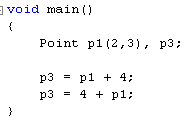 void main()
{
Point p1(2,3), p3;
p3 = p1 + 4;
p3 = 4 + p1;
}